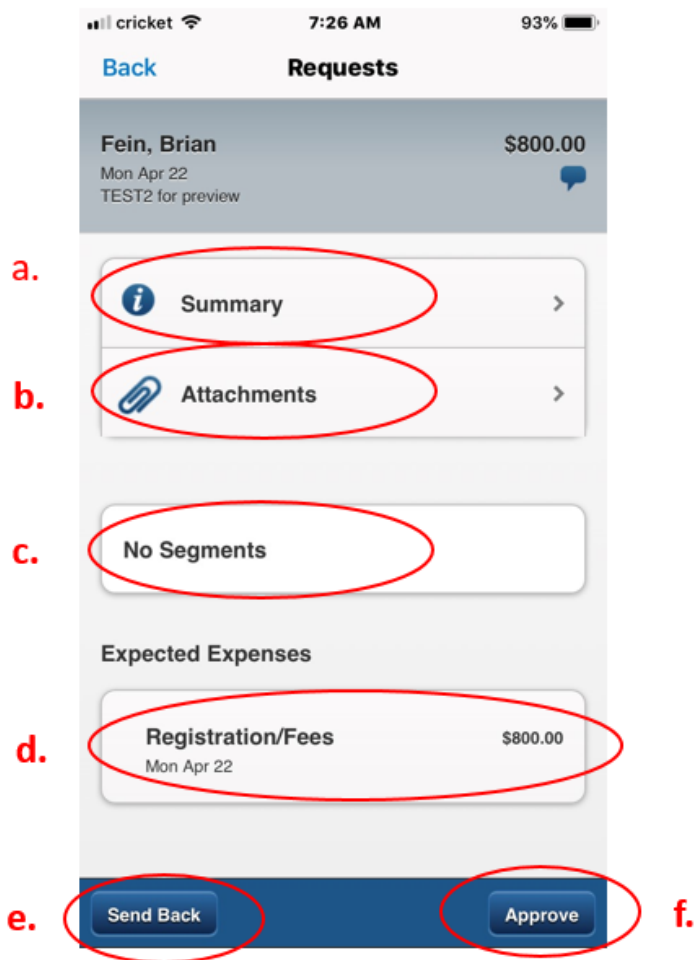 cricket 7:26 AM 93%
Back Requests
Fein, Brian $800.00
Mon Apr 22
TEST2 for preview
a.
i Summary >
b. Attachments >
c. No Segments
Expected Expenses
Registration/Fees $800.00
d.
Mon Apr 22
e. Send Back Approve f.